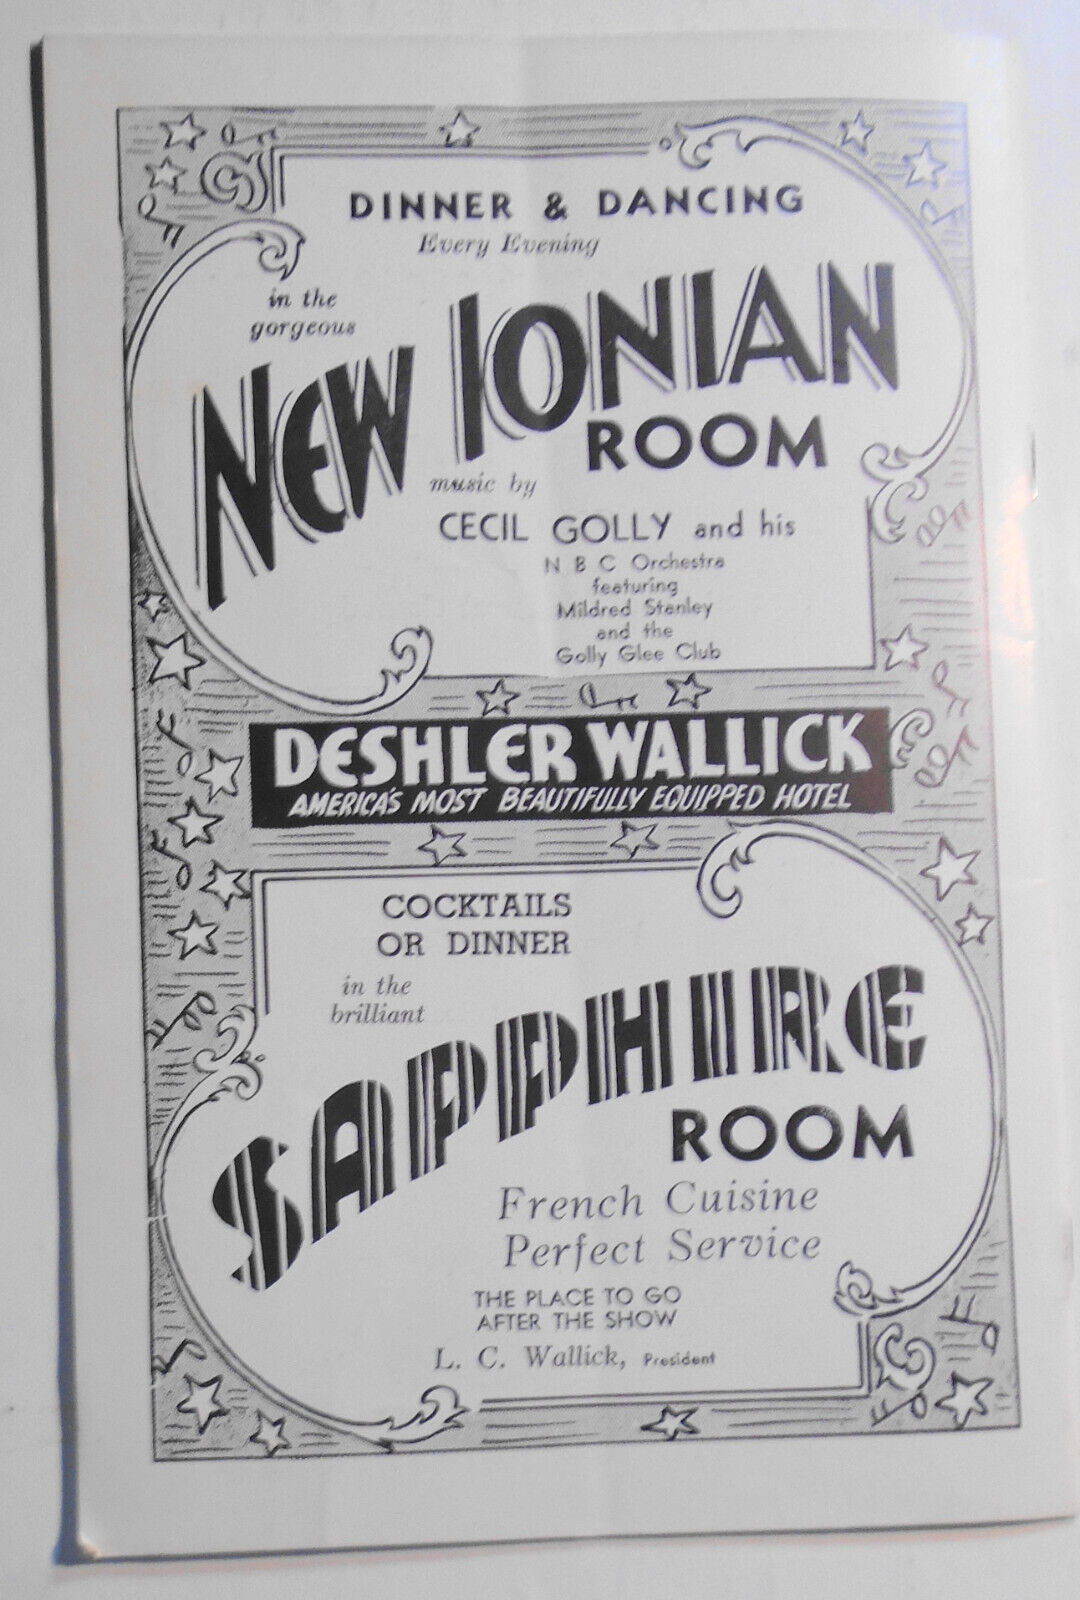 DINNER & DANCING
Every Evening
in the
gorgeous
NEW IONIAN
ROOM
music by
CECIL GOLLY and his
N B C Orchestra
featuring
Mildred Stanley
and the
Golly Glee Club
DESHLER WALLICK
AMERICA'S MOST BEAUTIFULLY EQUIPPED HOTEL
COCKTAILS
OR DINNER
in the
brilliant
SAPPHIRE
ROOM
French Cuisine
Perfect Service
THE PLACE TO GO
AFTER THE SHOW
L. C. Wallick, President